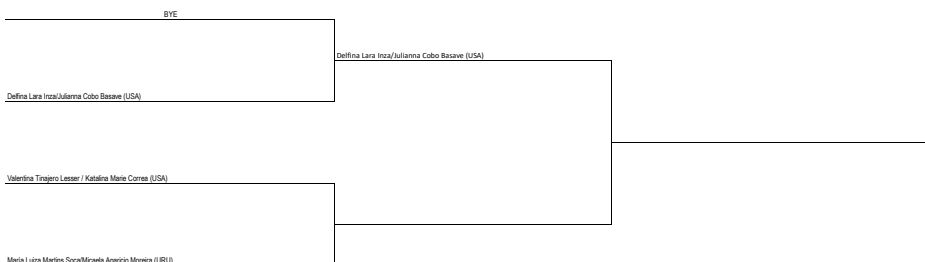 BYE
Delfina Lara Inza/Julianna Cobo Basave (USA)
Delfina Lara Inza/Julianna Cobo Basave (USA)
Valentina Tinajero Lesser / Katalina Marie Correa (USA)
Maria Luiza Martins Soca/Micaela Aparicio Moreira (URU)